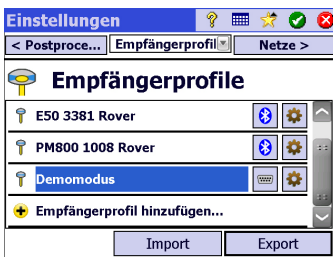 Einstellungen
< Postproce... Empfängerprofil Netze >
Empfängerprofile
E50 3381 Rover
PM800 1008 Rover
Demomodus
Empfängerprofil hinzufügen...
Import Export